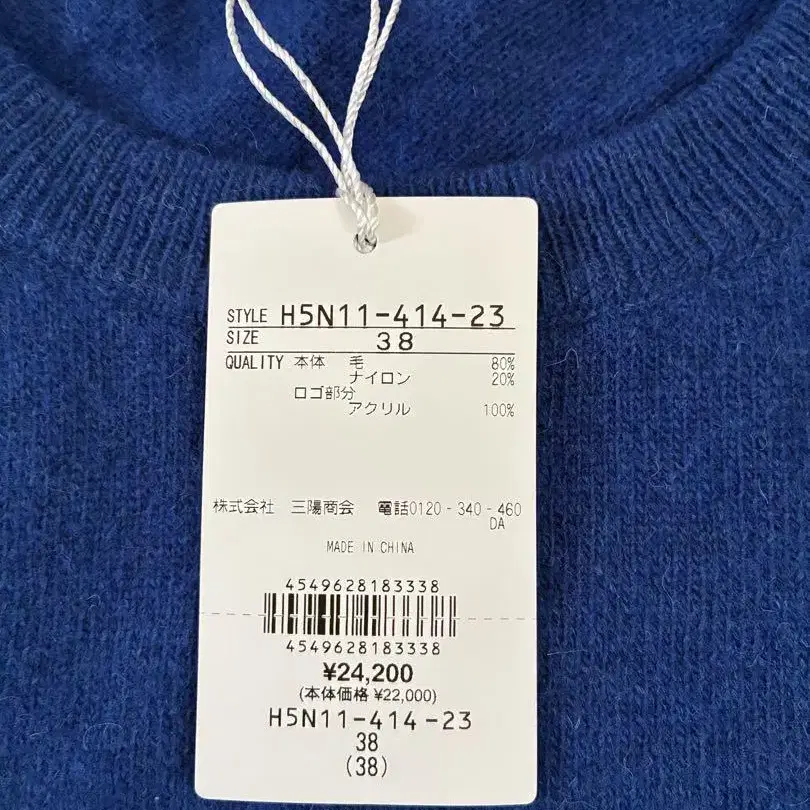 STYLE H5N11-414-23
SIZE 38
QUALITY 本体 毛 80%
ナイロン 20%
ロゴ部分
アクリル 100%
株式会社 三陽商会 電話0120-340-460
DA
MADE IN CHINA
4549628183338
4549628183338
¥24,200
(本体価格 ¥22,000)
H5N11-414-23
38
(38)